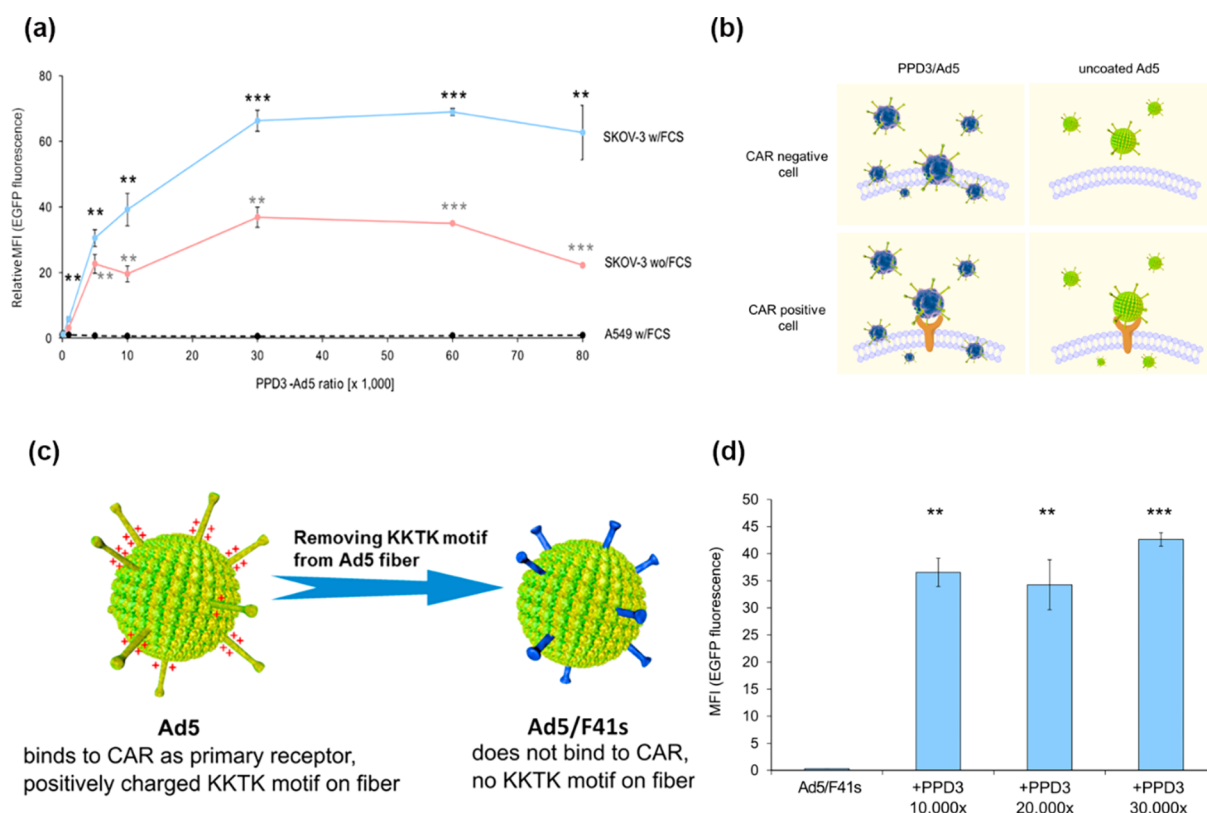 (a)
80
60
40
20
0
Relative MFI (EGFP fluorescence)
**
**
**
***
***
**
**
**
**
***
***
SKOV-3 w/FCS
SKOV-3 wo/FCS
A549 w/FCS
0 10 20 30 40 50 60 70 80
PPD3-Ad5 ratio [x 1,000]
(b)
PPD3/Ad5
uncoated Ad5
CAR negative
cell
CAR positive
cell
(c)
Removing KKTK motif
from Ad5 fiber
Ad5
binds to CAR as primary receptor,
positively charged KKTK motif on fiber
Ad5/F41s
does not bind to CAR,
no KKTK motif on fiber
(d)
50
45
40
35
30
25
20
15
10
5
0
MFI (EGFP fluorescence)
**
**
***
Ad5/F41s
+PPD3
10,000x
+PPD3
20,000x
+PPD3
30,000x